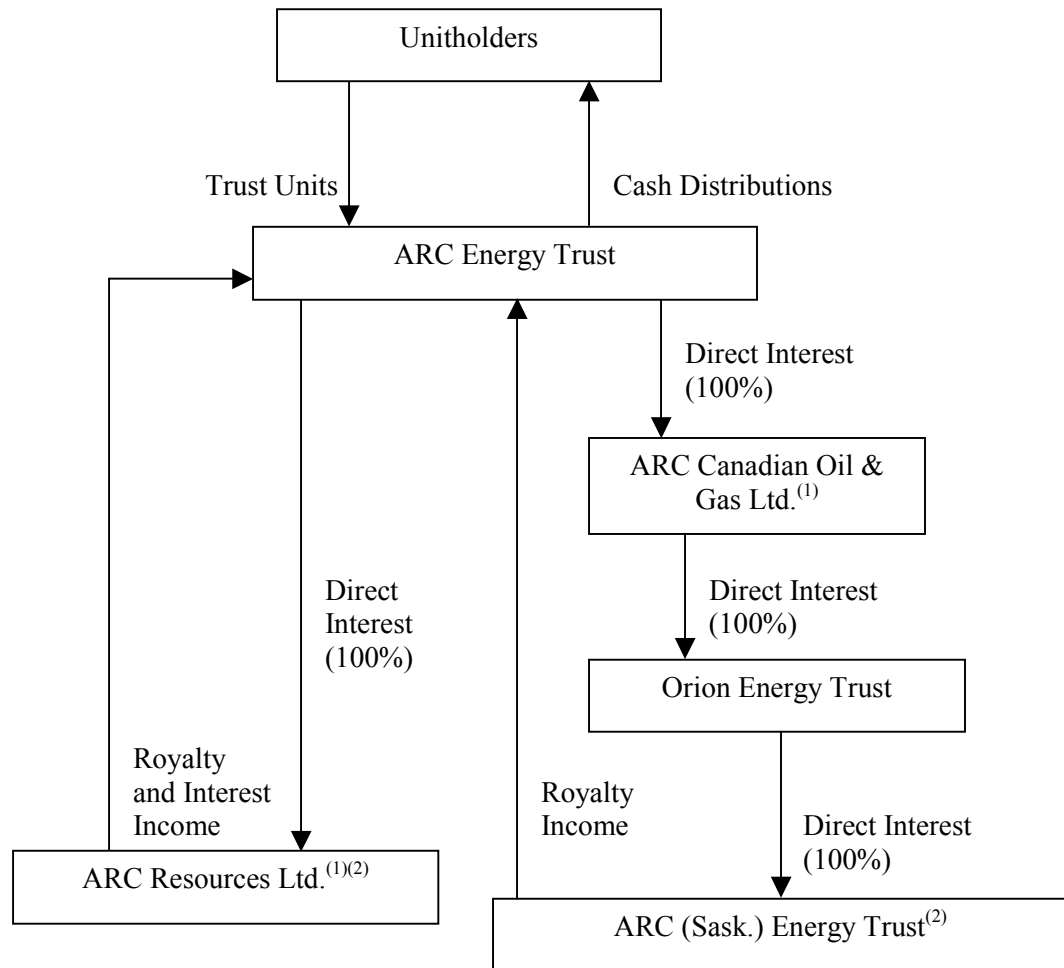 Unitholders
Trust Units
Cash Distributions
ARC Energy Trust
Direct Interest
(100%)
ARC Canadian Oil &
Gas Ltd.(1)
Direct
Interest
(100%)
Direct Interest
(100%)
Orion Energy Trust
Royalty
and Interest
Income
Royalty
Income
Direct Interest
(100%)
ARC Resources Ltd.(1)(2)
ARC (Sask.) Energy Trust(2)